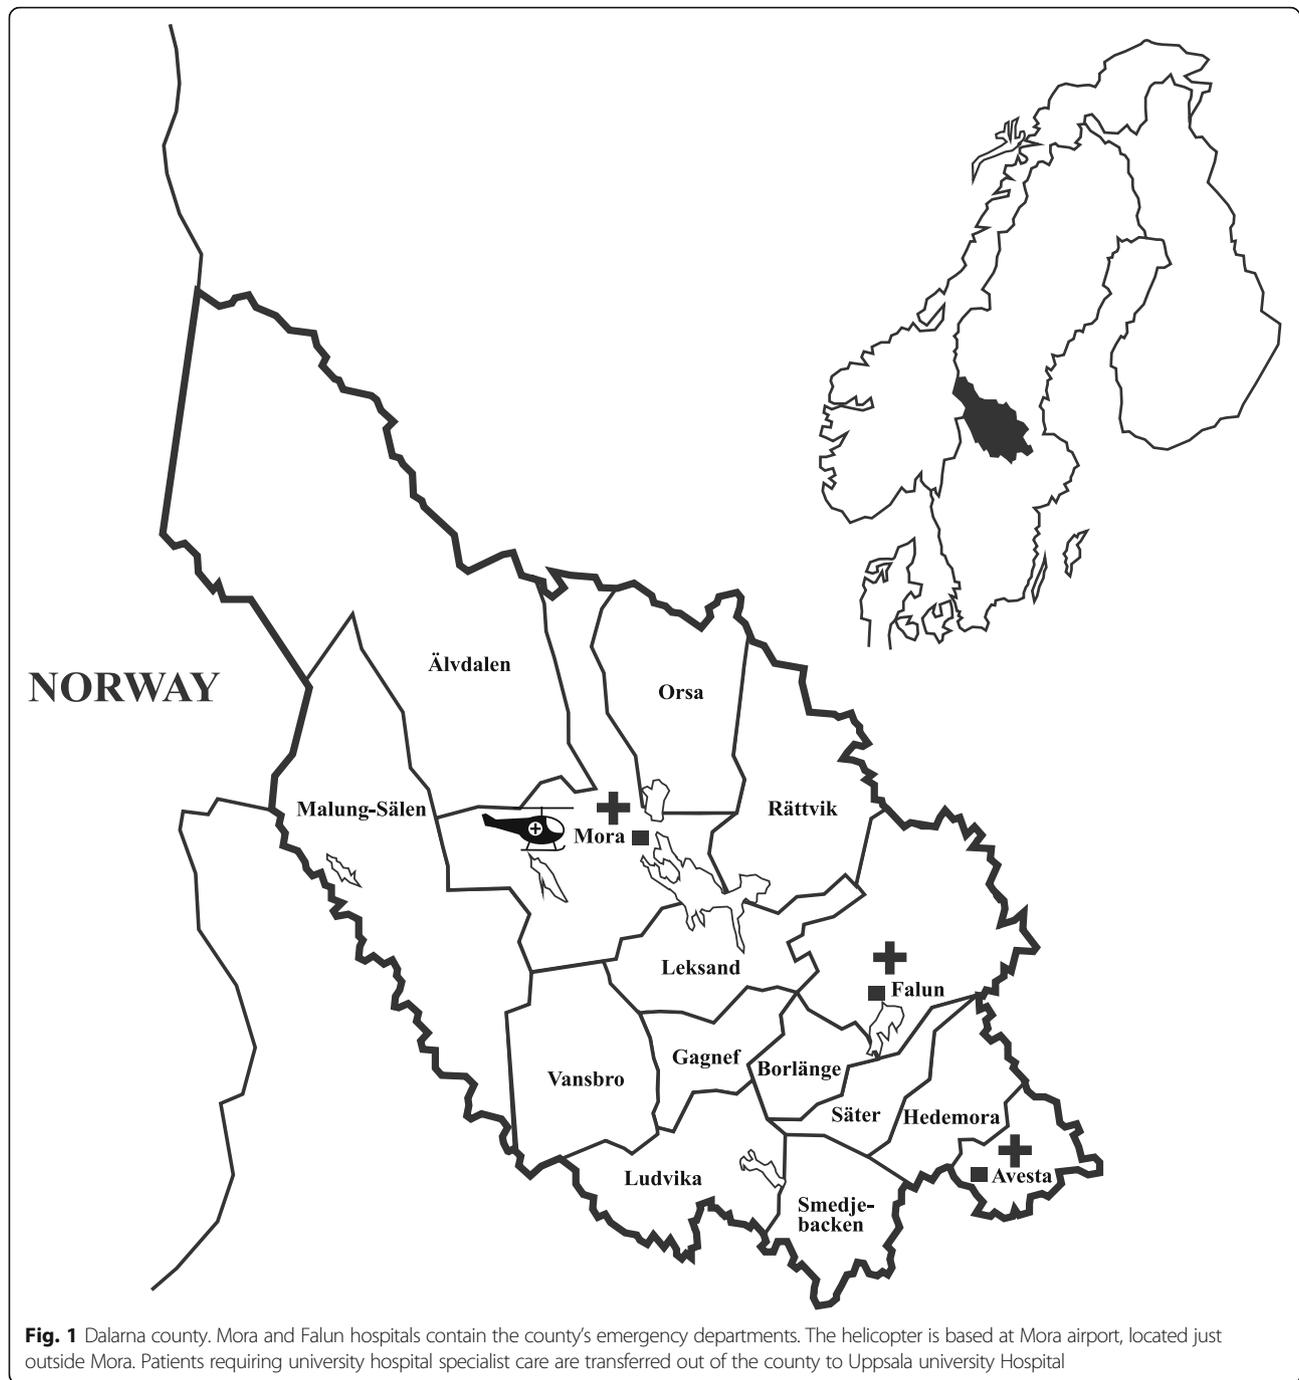 Älvdalen
NORWAY
Orsa
Malung-Sälen
Rättvik
Mora
Leksand
Falun
Gagnef
Borlänge
Vansbro
Säter
Hedemora
Ludvika
Avesta
Smedje-
backen
Fig. 1 Dalarna county. Mora and Falun hospitals contain the county’s emergency departments. The helicopter is based at Mora airport, located just
outside Mora. Patients requiring university hospital specialist care are transferred out of the county to Uppsala university Hospital